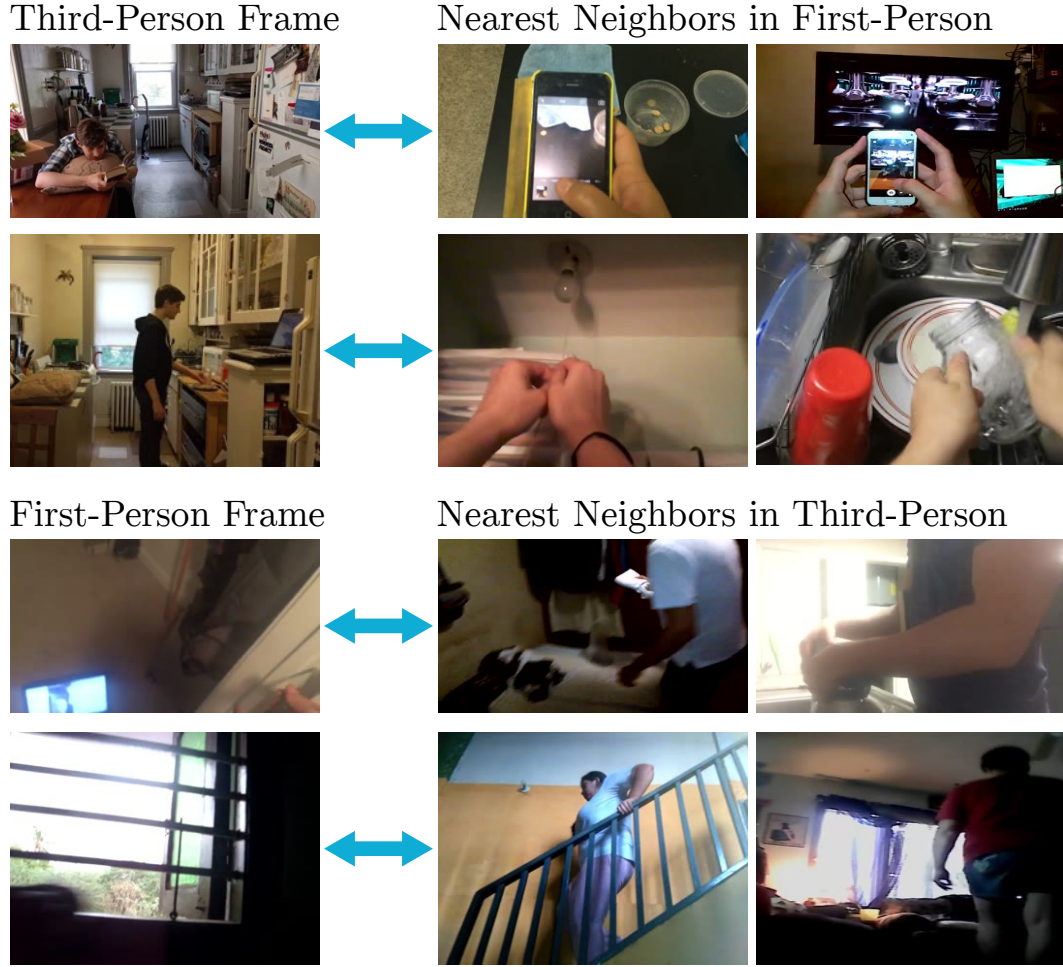 Third-Person Frame
Nearest Neighbors in First-Person
First-Person Frame
Nearest Neighbors in Third-Person